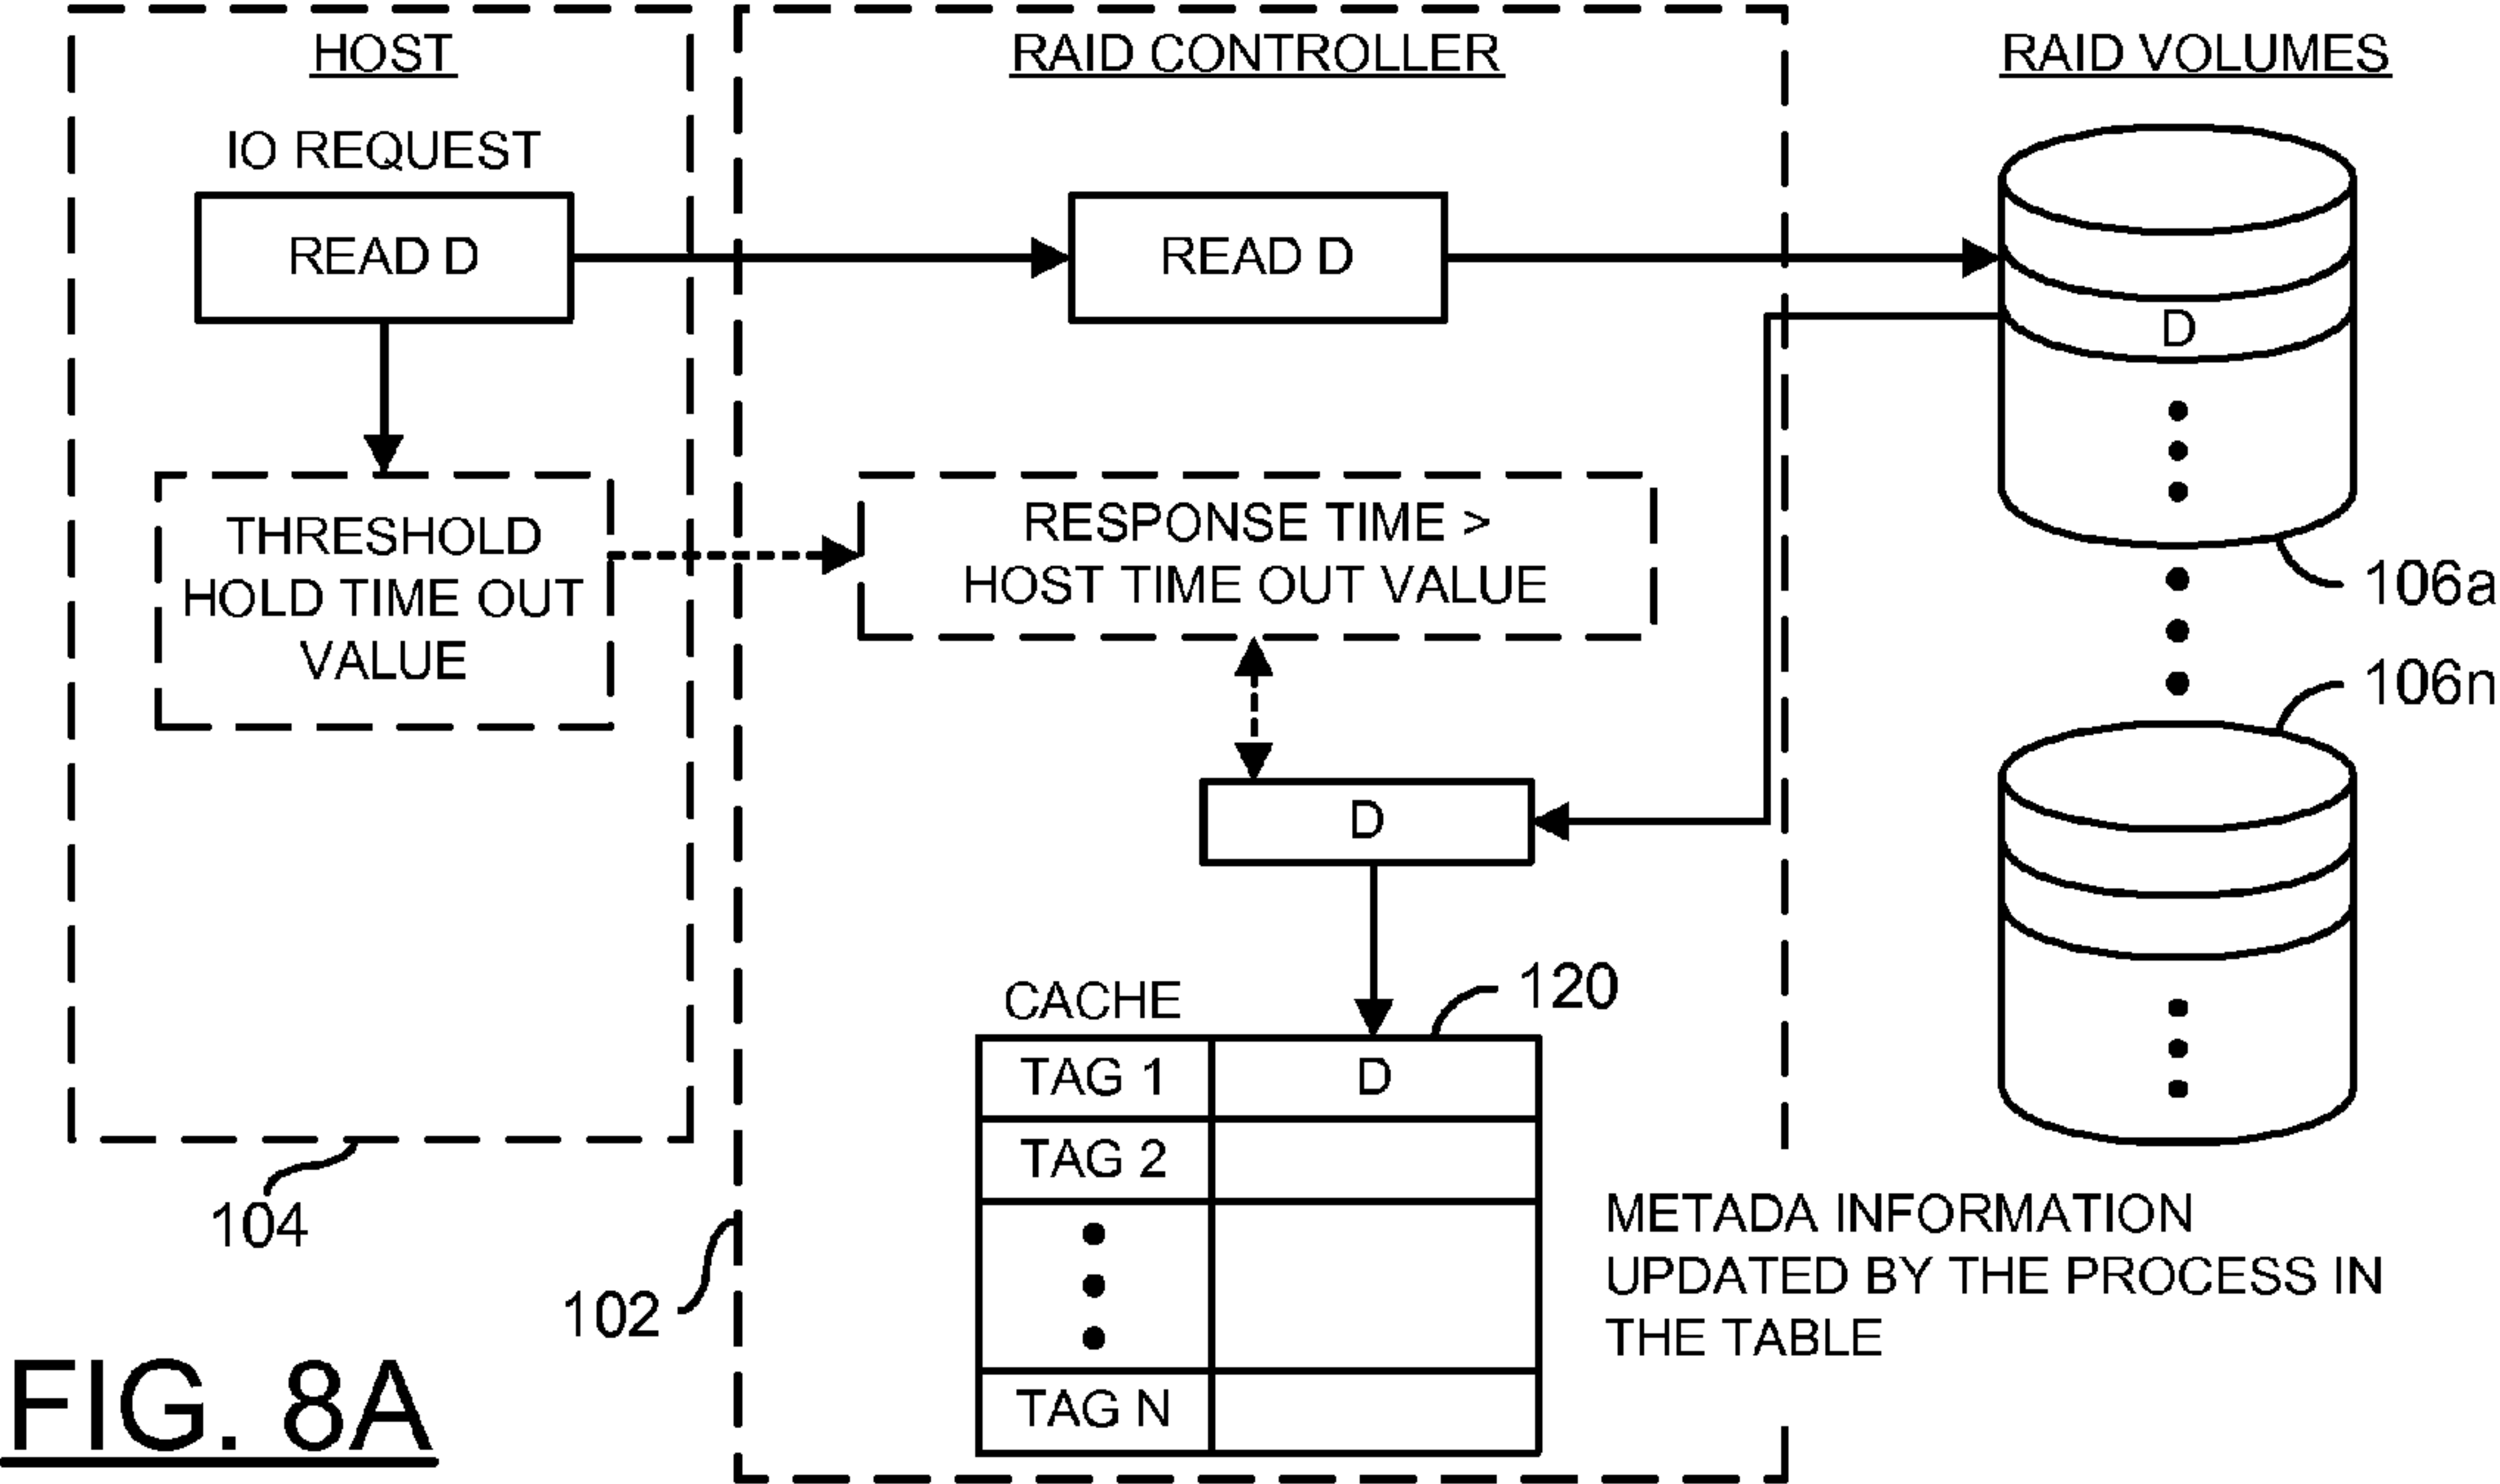 HOST
RAID CONTROLLER
RAID VOLUMES
IO REQUEST
READ D
READ D
D
THRESHOLD
HOLD TIME OUT
VALUE
RESPONSE TIME >
HOST TIME OUT VALUE
106a
106n
D
CACHE
120
TAG 1
D
TAG 2
TAG N
104
102
METADA INFORMATION
UPDATED BY THE PROCESS IN
THE TABLE
FIG. 8A